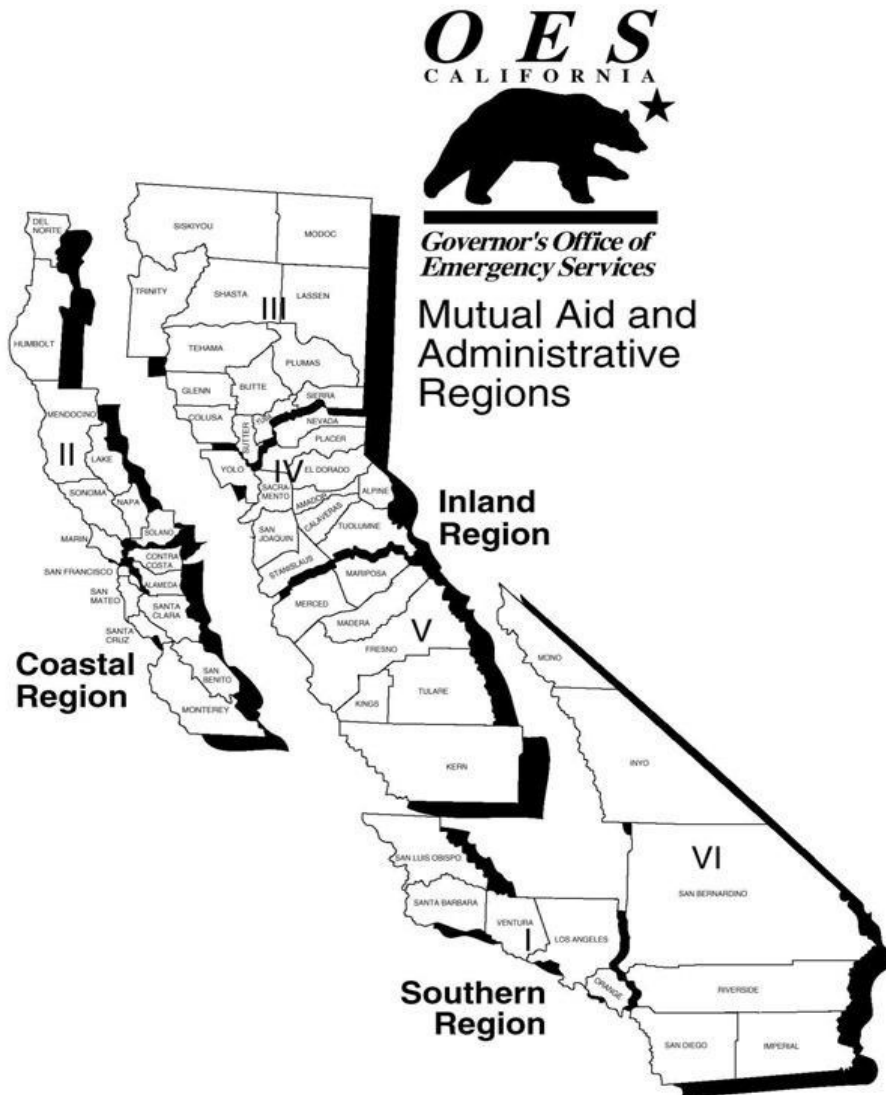 OES
CALIFORNIA
Governor's Office of
Emergency Services
Mutual Aid and
Administrative
Regions
DEL
NORTE
SISKIYOU
MODOC
HUMBOLT
TRINITY
SHASTA
LASSEN
III
TEHAMA
PLUMAS
GLENN
BUTTE
SIERRA
COLUSA
BUTTER
YUBA
NEVADA
PLACER
MENDOCINO
II
LAKE
YOLO
IV
EL DORADO
SACRA-
MENTO
AMADOR
ALPINE
SONOMA
NAPA
SOLANO
CALAVERAS
TUOLUMNE
SAN
JOAQUIN
Inland
Region
MARIN
CONTRA
COSTA
SAN FRANCISCO
ALAMEDA
STANISLAUS
MARIPOSA
SAN
MATEO
SANTA
CLARA
MERCED
MADERA
SANTA
CRUZ
V
FRESNO
Coastal
Region
SAN
BENITO
MONTEREY
KINGS
TULARE
MONO
KERN
INYO
SAN LUIS OBISPO
VI
SAN BERNARDINO
SANTA BARBARA
VENTURA
I
LOS ANGELES
ORANGE
RIVERSIDE
Southern
Region
SAN DIEGO
IMPERIAL